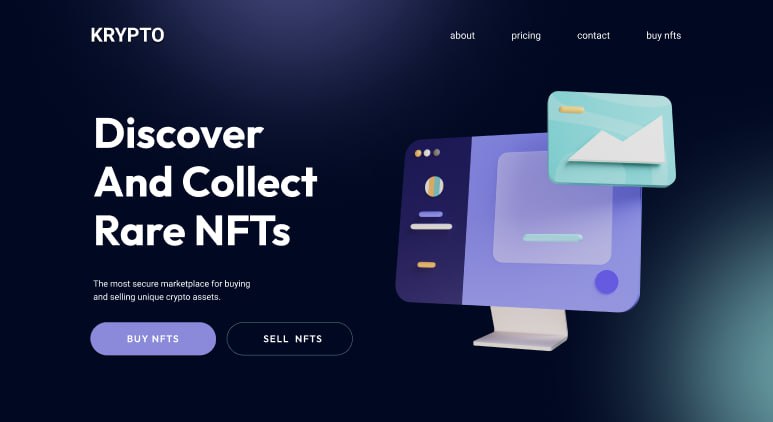 KRYPTO
about
pricing
contact
buy nfts
Discover
And Collect
Rare NFTs
The most secure marketplace for buying
and selling unique crypto assets.
BUY NFTS
SELL NFTS